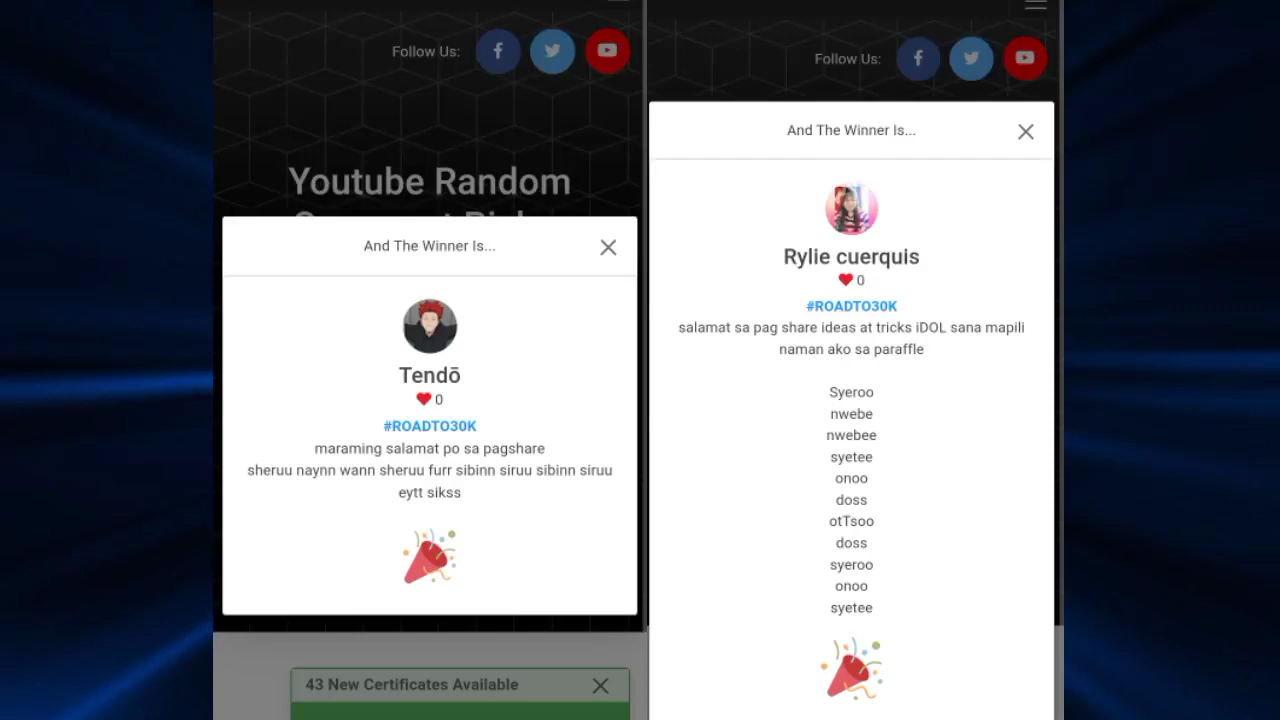 Follow Us:
Youtube Random
And The Winner Is...
Tendō
0
#ROADTO30K
maraming salamat po sa pagshare
sheruu naynn wann sheruu furr sibinn siruu sibinn siruu
eytt sikss
43 New Certificates Available
Follow Us:
And The Winner Is...
Rylie cuerquis
0
#ROADTO30K
salamat sa pag share ideas at tricks iDOL sana mapili
naman ako sa paraffle
Syeroo
nwebe
nwebee
syetee
onoo
doss
otTsoo
doss
syeroo
onoo
syetee